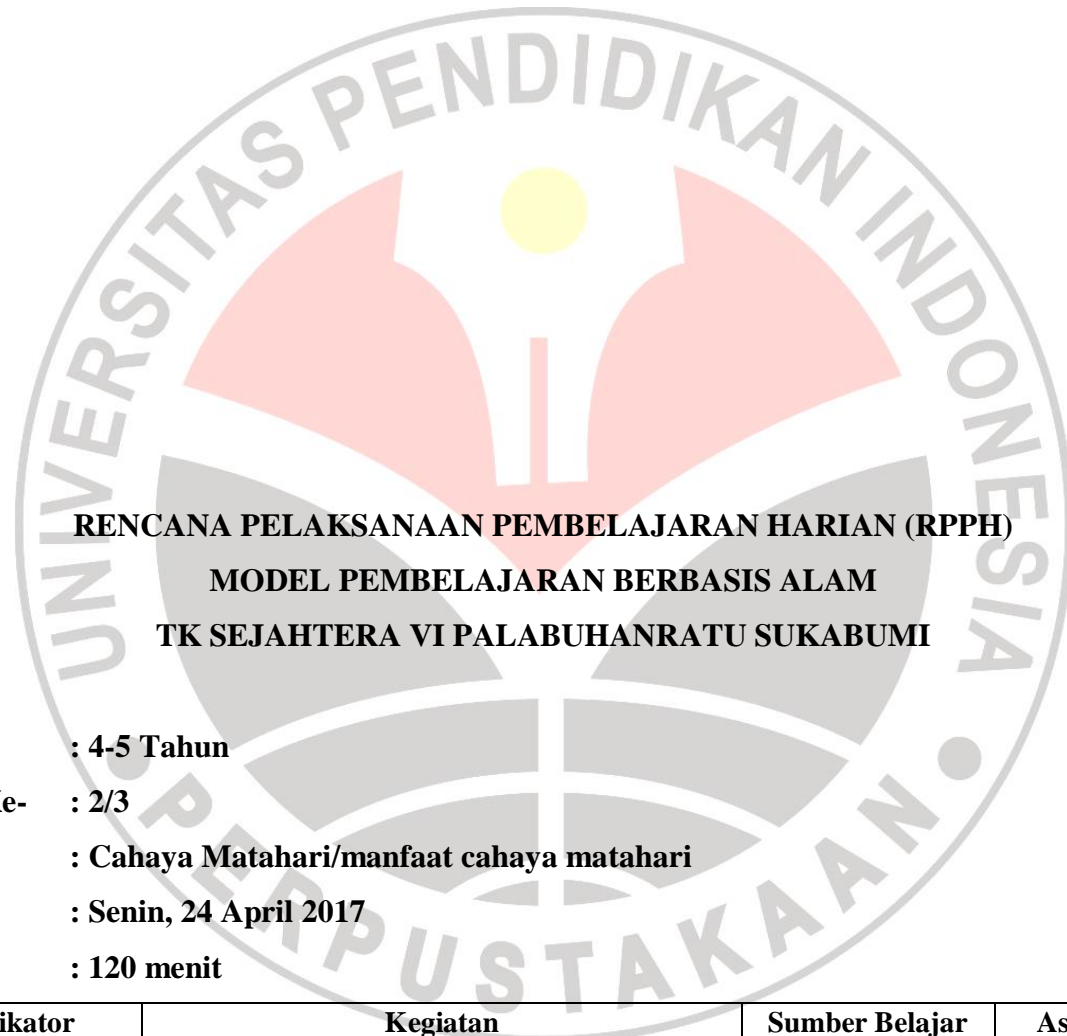 UNIVERSITAS PENDIDIKAN INDONESIA
PERPUSTAKAAN
RENCANA PELAKSANAAN PEMBELAJARAN HARIAN (RPPH)
MODEL PEMBELAJARAN BERBASIS ALAM
TK SEJAHTERA VI PALABUHANRATU SUKABUMI
: 4-5 Tahun
: 2/3
: Cahaya Matahari/manfaat cahaya matahari
: Senin, 24 April 2017
: 120 menit
Kegiatan Sumber Belajar